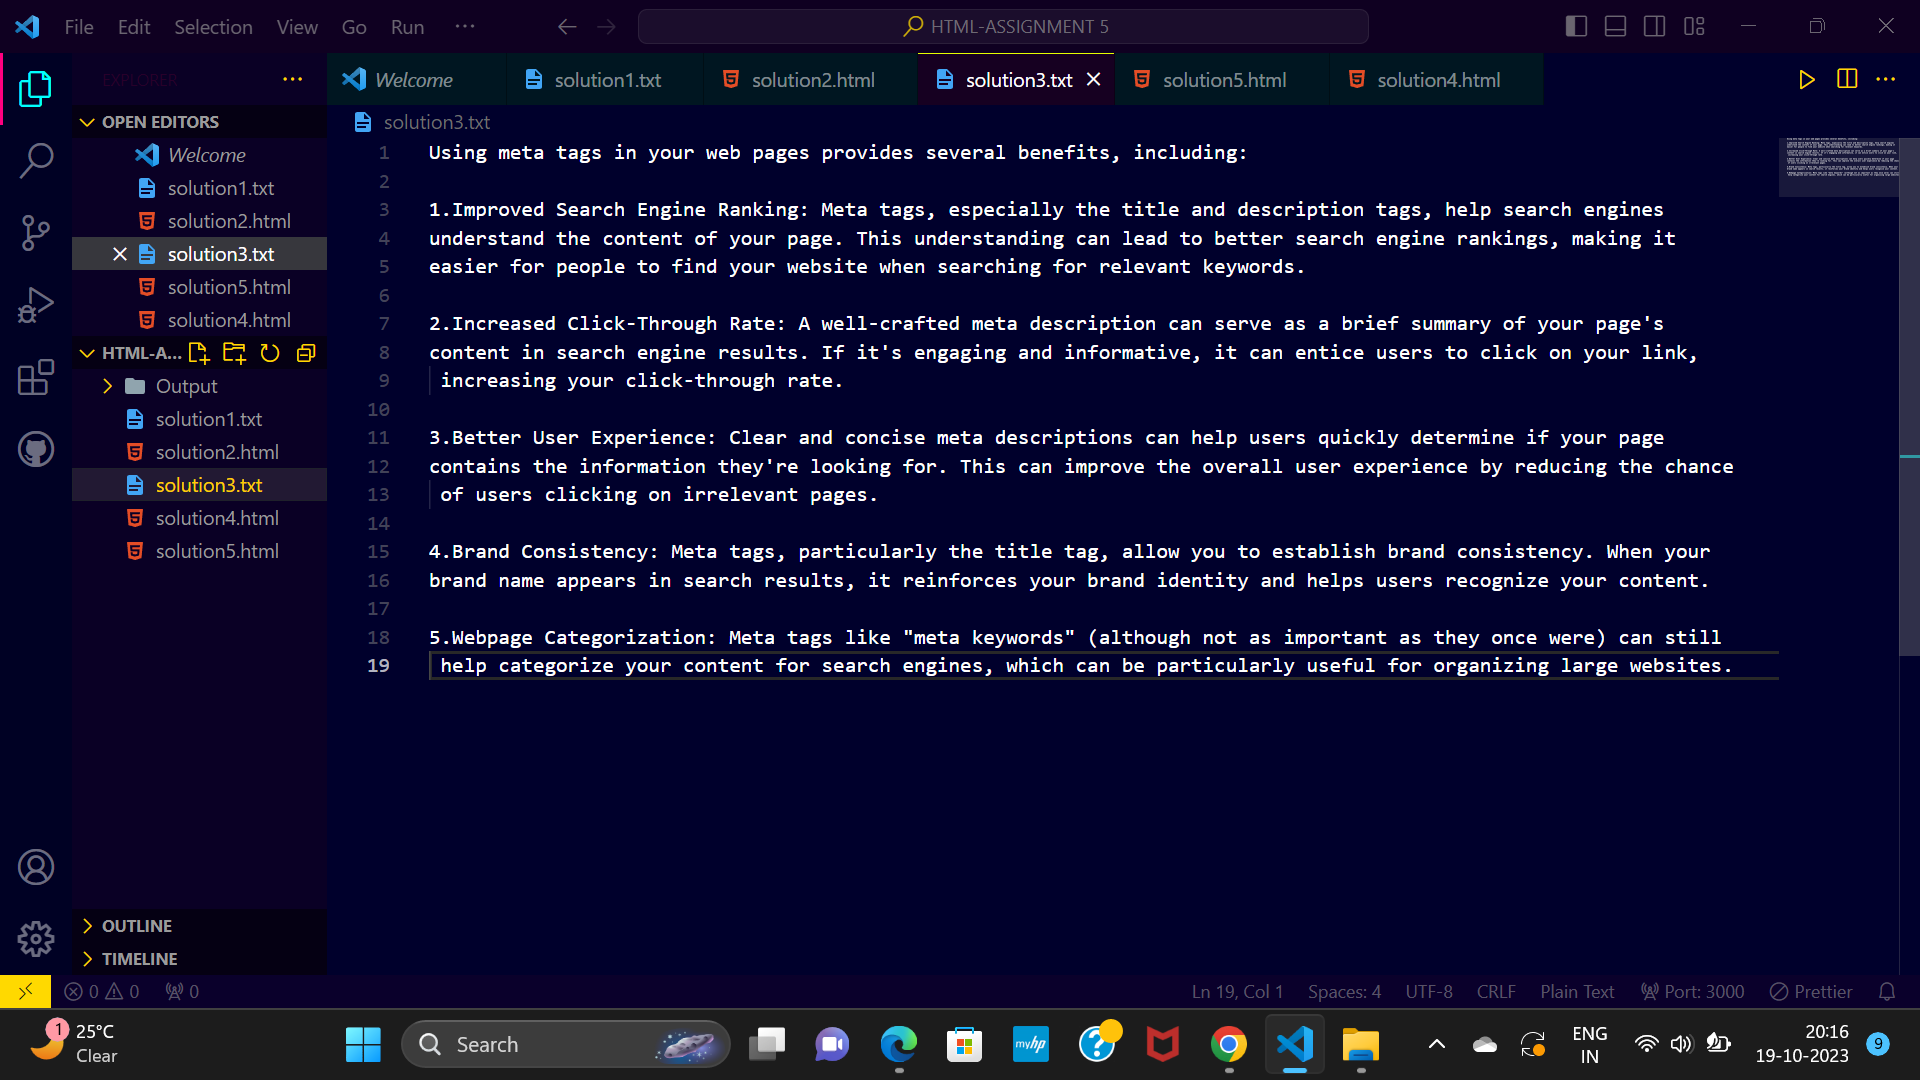 File Edit Selection View Go Run ···
HTML-ASSIGNMENT 5
EXPLORER
Welcome solution1.txt solution2.html solution3.txt solution5.html solution4.html
OPEN EDITORS
Welcome
solution1.txt
solution2.html
solution3.txt
solution5.html
solution4.html
HTML-A...
Output
solution1.txt
solution2.html
solution3.txt
solution4.html
solution5.html
OUTLINE
TIMELINE
solution3.txt
1 Using meta tags in your web pages provides several benefits, including:
2
3 1.Improved Search Engine Ranking: Meta tags, especially the title and description tags, help search engines
4 understand the content of your page. This understanding can lead to better search engine rankings, making it
5 easier for people to find your website when searching for relevant keywords.
6
7 2.Increased Click-Through Rate: A well-crafted meta description can serve as a brief summary of your page's
8 content in search engine results. If it's engaging and informative, it can entice users to click on your link,
9 increasing your click-through rate.
10
11 3.Better User Experience: Clear and concise meta descriptions can help users quickly determine if your page
12 contains the information they're looking for. This can improve the overall user experience by reducing the chance
13 of users clicking on irrelevant pages.
14
15 4.Brand Consistency: Meta tags, particularly the title tag, allow you to establish brand consistency. When your
16 brand name appears in search results, it reinforces your brand identity and helps users recognize your content.
17
18 5.Webpage Categorization: Meta tags like "meta keywords" (although not as important as they once were) can still
19 help categorize your content for search engines, which can be particularly useful for organizing large websites.
0 0 0
Ln 19, Col 1 Spaces: 4 UTF-8 CRLF Plain Text Port: 3000 Prettier
1
25°C
Clear
Search
myhp
ENG
IN
20:16
19-10-2023
9